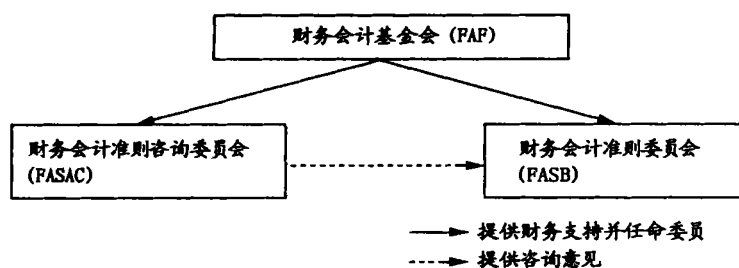 财务会计基金会 (FAF)
财务会计准则咨询委员会
(FASAC)
财务会计准则委员会
(FASB)
提供财务支持并任命委员
提供咨询意见